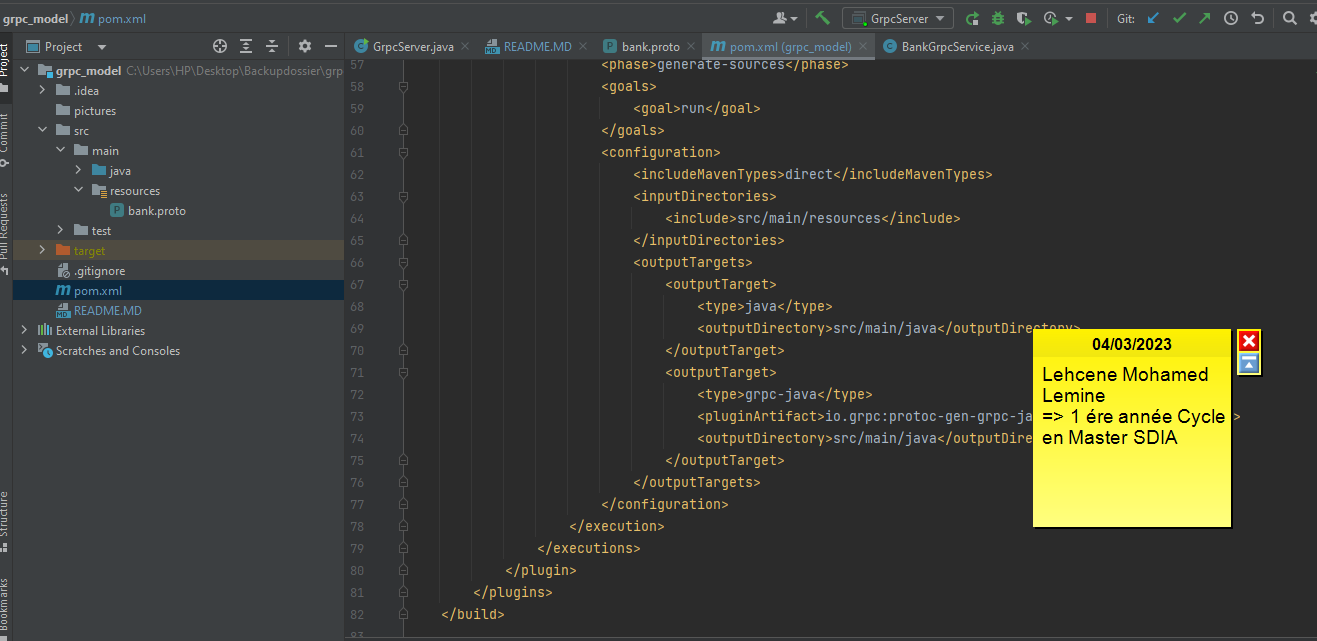 grpc_model
pom.xml
GrpcServer
Git:
Project
GrpcServer.java
README.MD
bank.proto
pom.xml (grpc_model)
BankGrpcService.java
grpc_model C:\Users\HP\Desktop\Backupdossier\grp
.idea
pictures
src
main
java
resources
bank.proto
test
target
.gitignore
pom.xml
README.MD
External Libraries
Scratches and Consoles
Project
Commit
Pull Requests
Structure
Bookmarks
57 <phase>generate-sources</phase>
58 <goals>
59 <goal>run</goal>
60 </goals>
61 <configuration>
62 <includeMavenTypes>direct</includeMavenTypes>
63 <inputDirectories>
64 <include>src/main/resources</include>
65 </inputDirectories>
66 <outputTargets>
67 <outputTarget>
68 <type>java</type>
69 <outputDirectory>src/main/java</outputDirectory>
70 </outputTarget>
71 <outputTarget>
72 <type>grpc-java</type>
73 <pluginArtifact>io.grpc:protoc-gen-grpc-ja >
74 <outputDirectory>src/main/java</outputDire
75 </outputTarget>
76 </outputTargets>
77 </configuration>
78 </execution>
79 </executions>
80 </plugin>
81 </plugins>
82 </build>
83
04/03/2023
Lehcene Mohamed
Lemine
=> 1 ére année Cycle
en Master SDIA